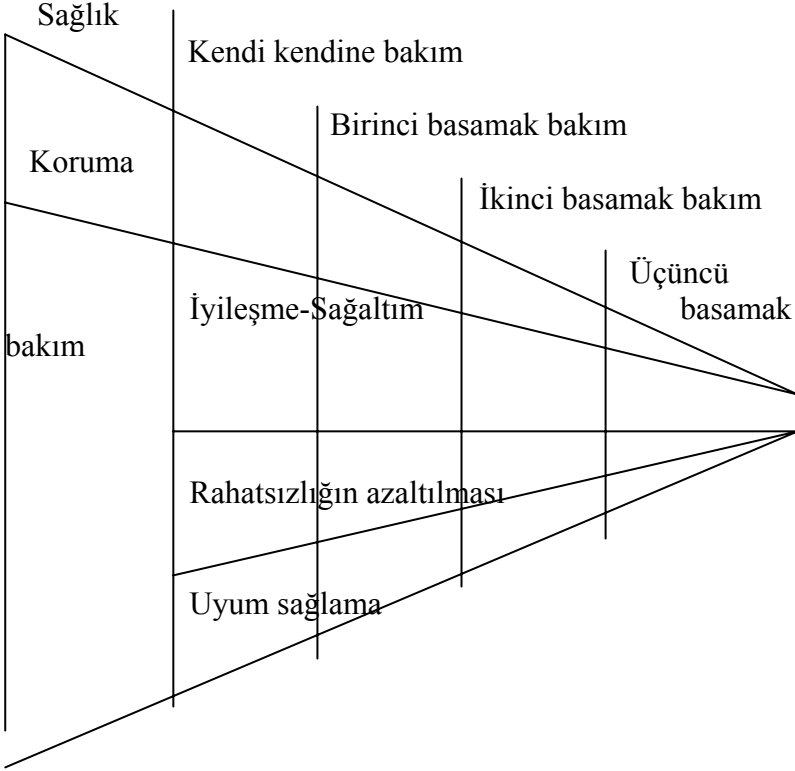 Sağlık
Kendi kendine bakım
Birinci basamak bakım
Koruma
İkinci basamak bakım
Üçüncü
basamak
İyileşme-Sağaltım
bakım
Rahatsızlığın azaltılması
Uyum sağlama